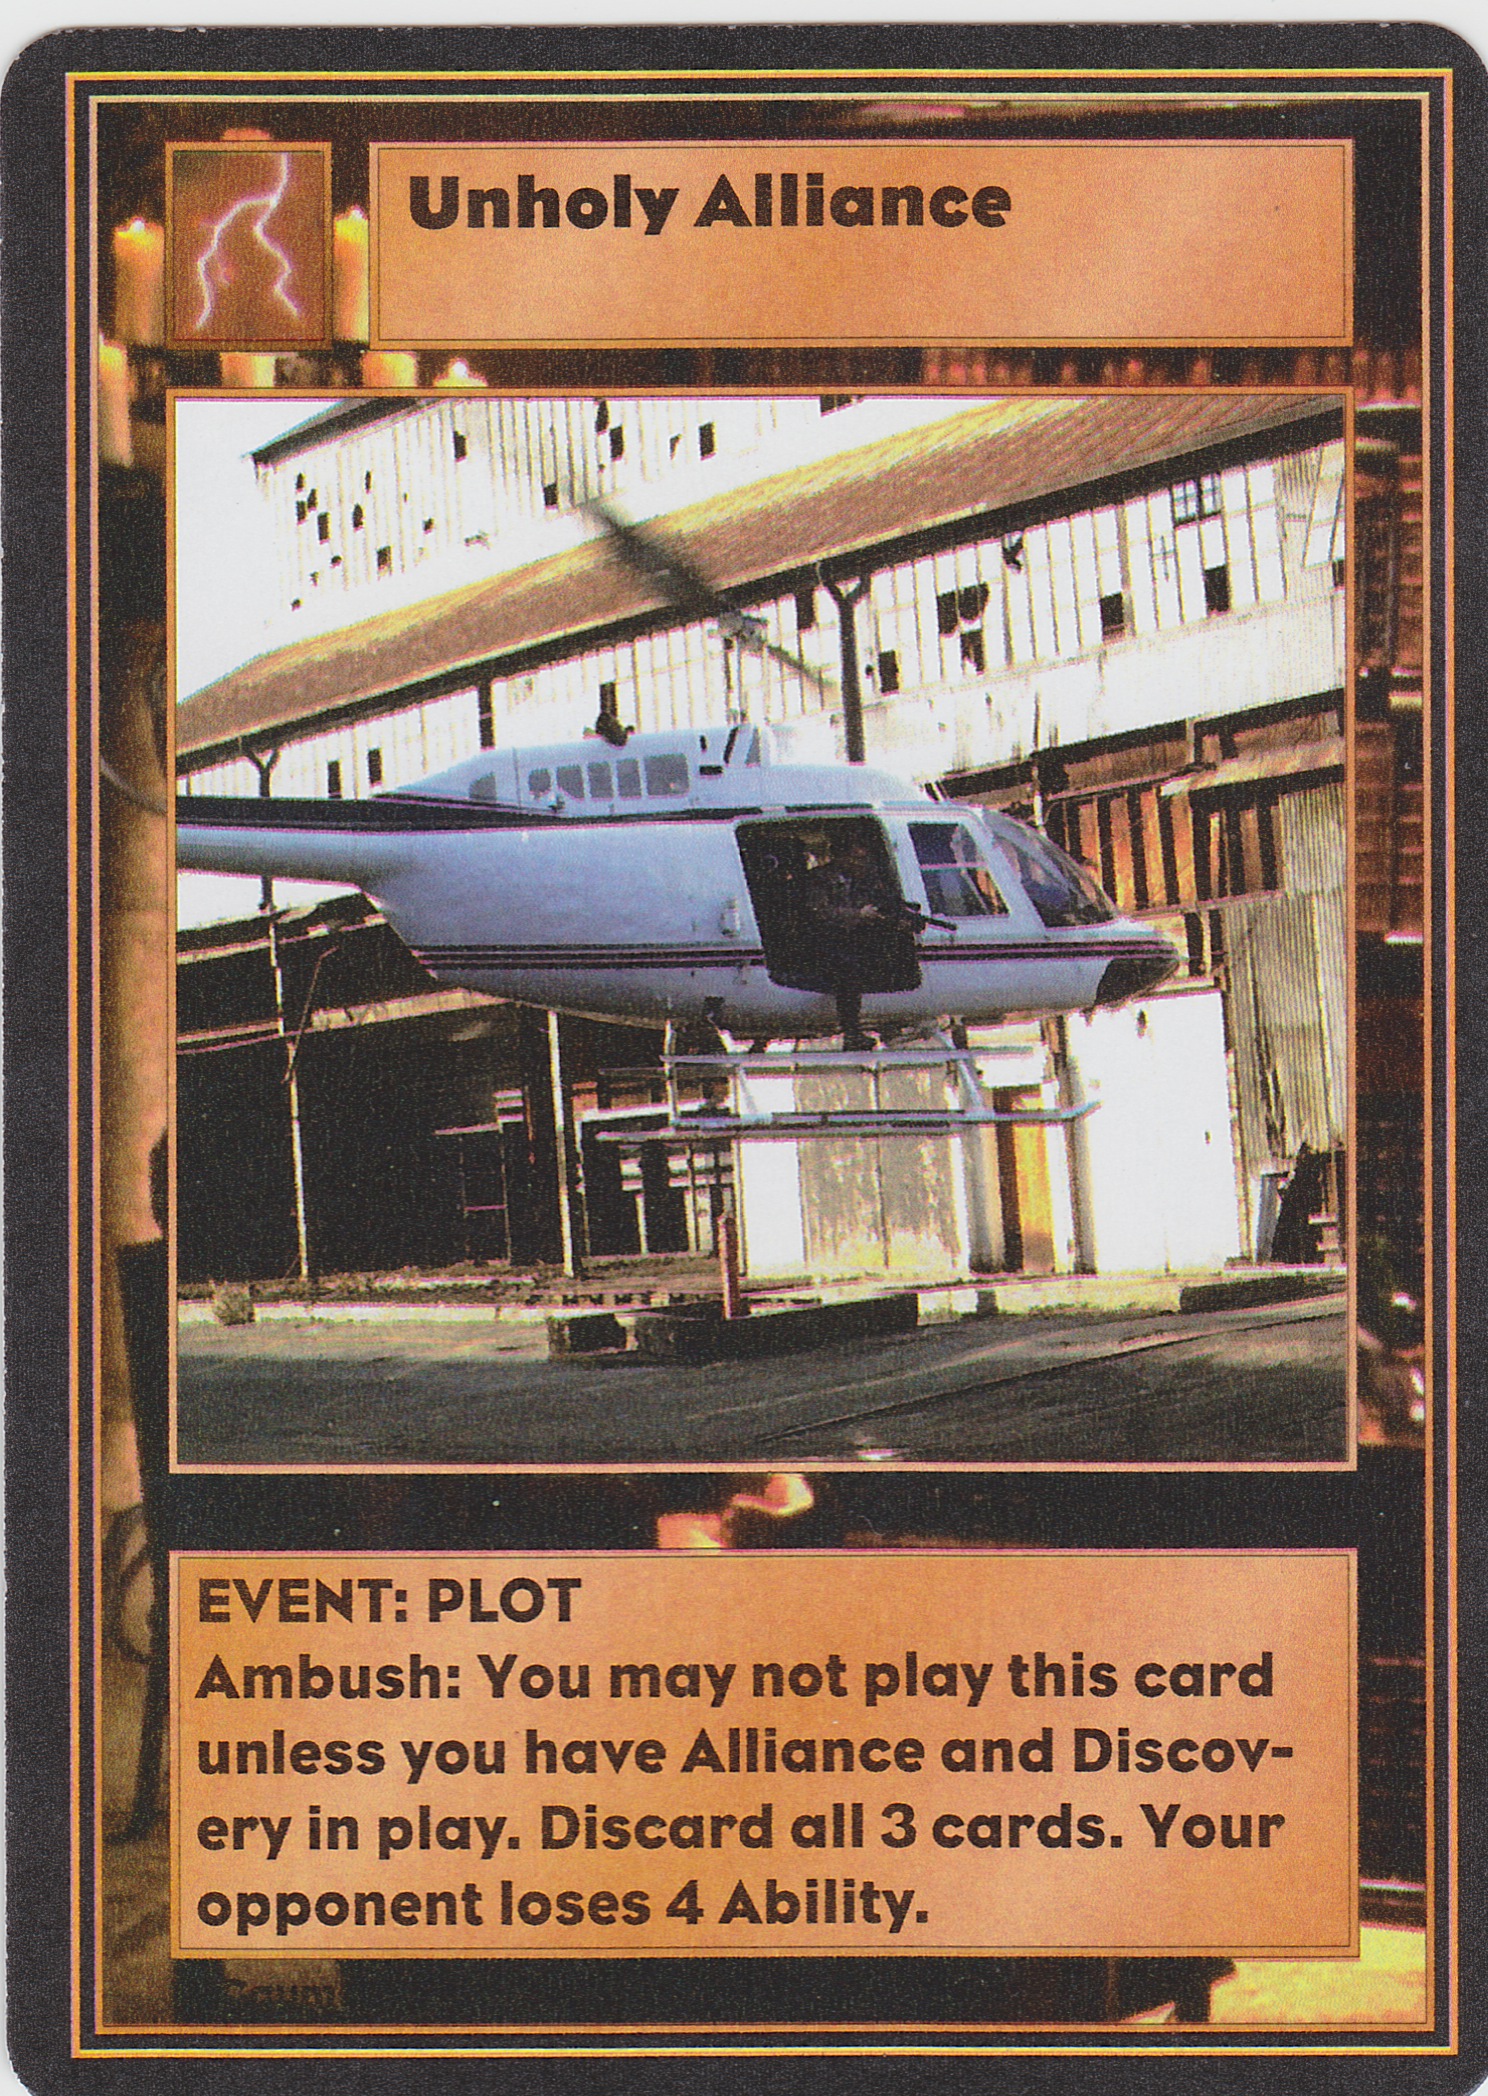 Unholy Alliance
EVENT: PLOT
Ambush: You may not play this card
unless you have Alliance and Discov-
ery in play. Discard all 3 cards. Your
opponent loses 4 Ability.